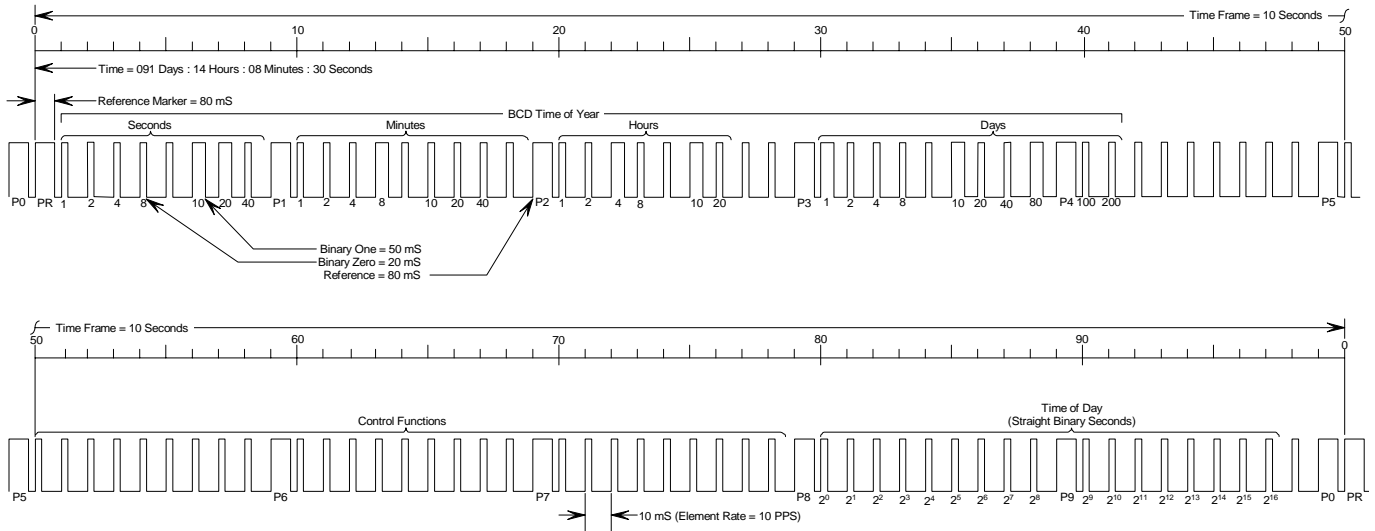 Time Frame = 10 Seconds
0 10 20 30 40 50
Time = 091 Days : 14 Hours : 08 Minutes : 30 Seconds
Reference Marker = 80 mS
BCD Time of Year
Seconds Minutes Hours Days
P0 PR 1 2 4 8 10 20 40 P1 1 2 4 8 10 20 40 P2 1 2 4 8 10 20 P3 1 2 4 8 10 20 40 80 P4 100 200 P5
Binary One = 50 mS
Binary Zero = 20 mS
Reference = 80 mS
Time Frame = 10 Seconds
50 60 70 80 90 0
Control Functions
Time of Day
(Straight Binary Seconds)
P5 P6 P7 P8 2⁰ 2¹ 2² 2³ 2⁴ 2⁵ 2⁶ 2⁷ 2⁸ P9 2⁹ 2¹⁰ 2¹¹ 2¹² 2¹³ 2¹⁴ 2¹⁵ 2¹⁶ P0 PR
10 mS (Element Rate = 10 PPS)